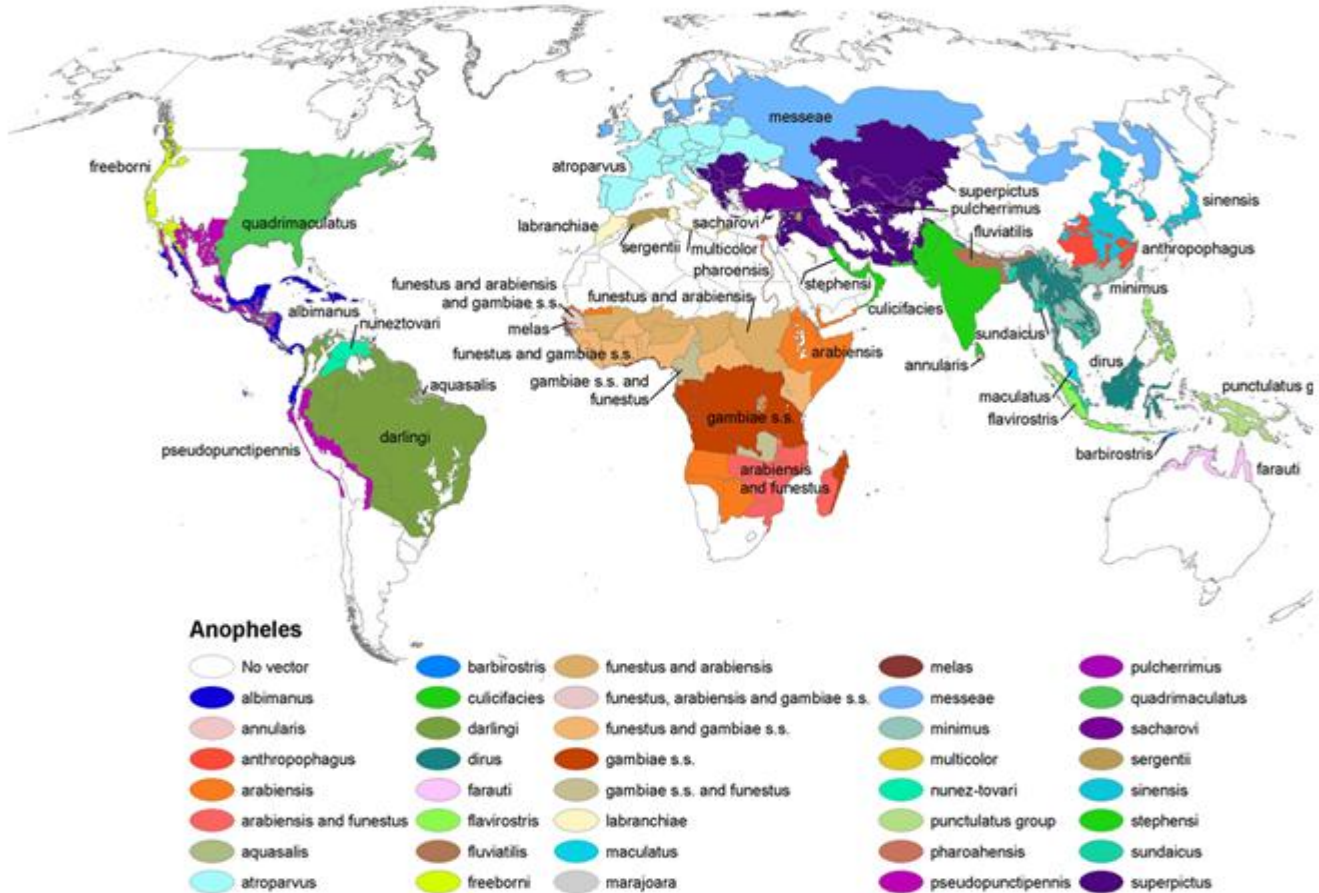 messeae
freeborni
atroparvus
superpictus
sinensis
quadrimaculatus
labranchiae
sacharovi
pulcherrimus
sergentii
multicolor
fluviatilis
anthropophagus
pharoensis
funestus and arabiensis
and gambiae s.s.
funestus and arabiensis
stephensi
minimus
albimanus
nuneztovari
melas
culicifacies
sundaicus
funestus and gambiae s.s.
arabiensis
annularis
dirus
aquasalis
gambiae s.s. and
funestus
maculatus
punctulatus g
gambiae s.s.
flavirostris
darlingi
pseudopunctipennis
barbirostris
arabiensis
and funestus
farauti
Anopheles
No vector
albimanus
annularis
anthropophagus
arabiensis
arabiensis and funestus
aquasalis
atroparvus
barbirostris
culicifacies
darlingi
dirus
farauti
flavirostris
fluviatilis
freeborni
funestus and arabiensis
funestus, arabiensis and gambiae s.s.
funestus and gambiae s.s.
gambiae s.s.
gambiae s.s. and funestus
labranchiae
maculatus
marajoara
melas
messeae
minimus
multicolor
nunez-tovari
punctulatus group
pharoahensis
pseudopunctipennis
pulcherrimus
quadrimaculatus
sacharovi
sergentii
sinensis
stephensi
sundaicus
superpictus